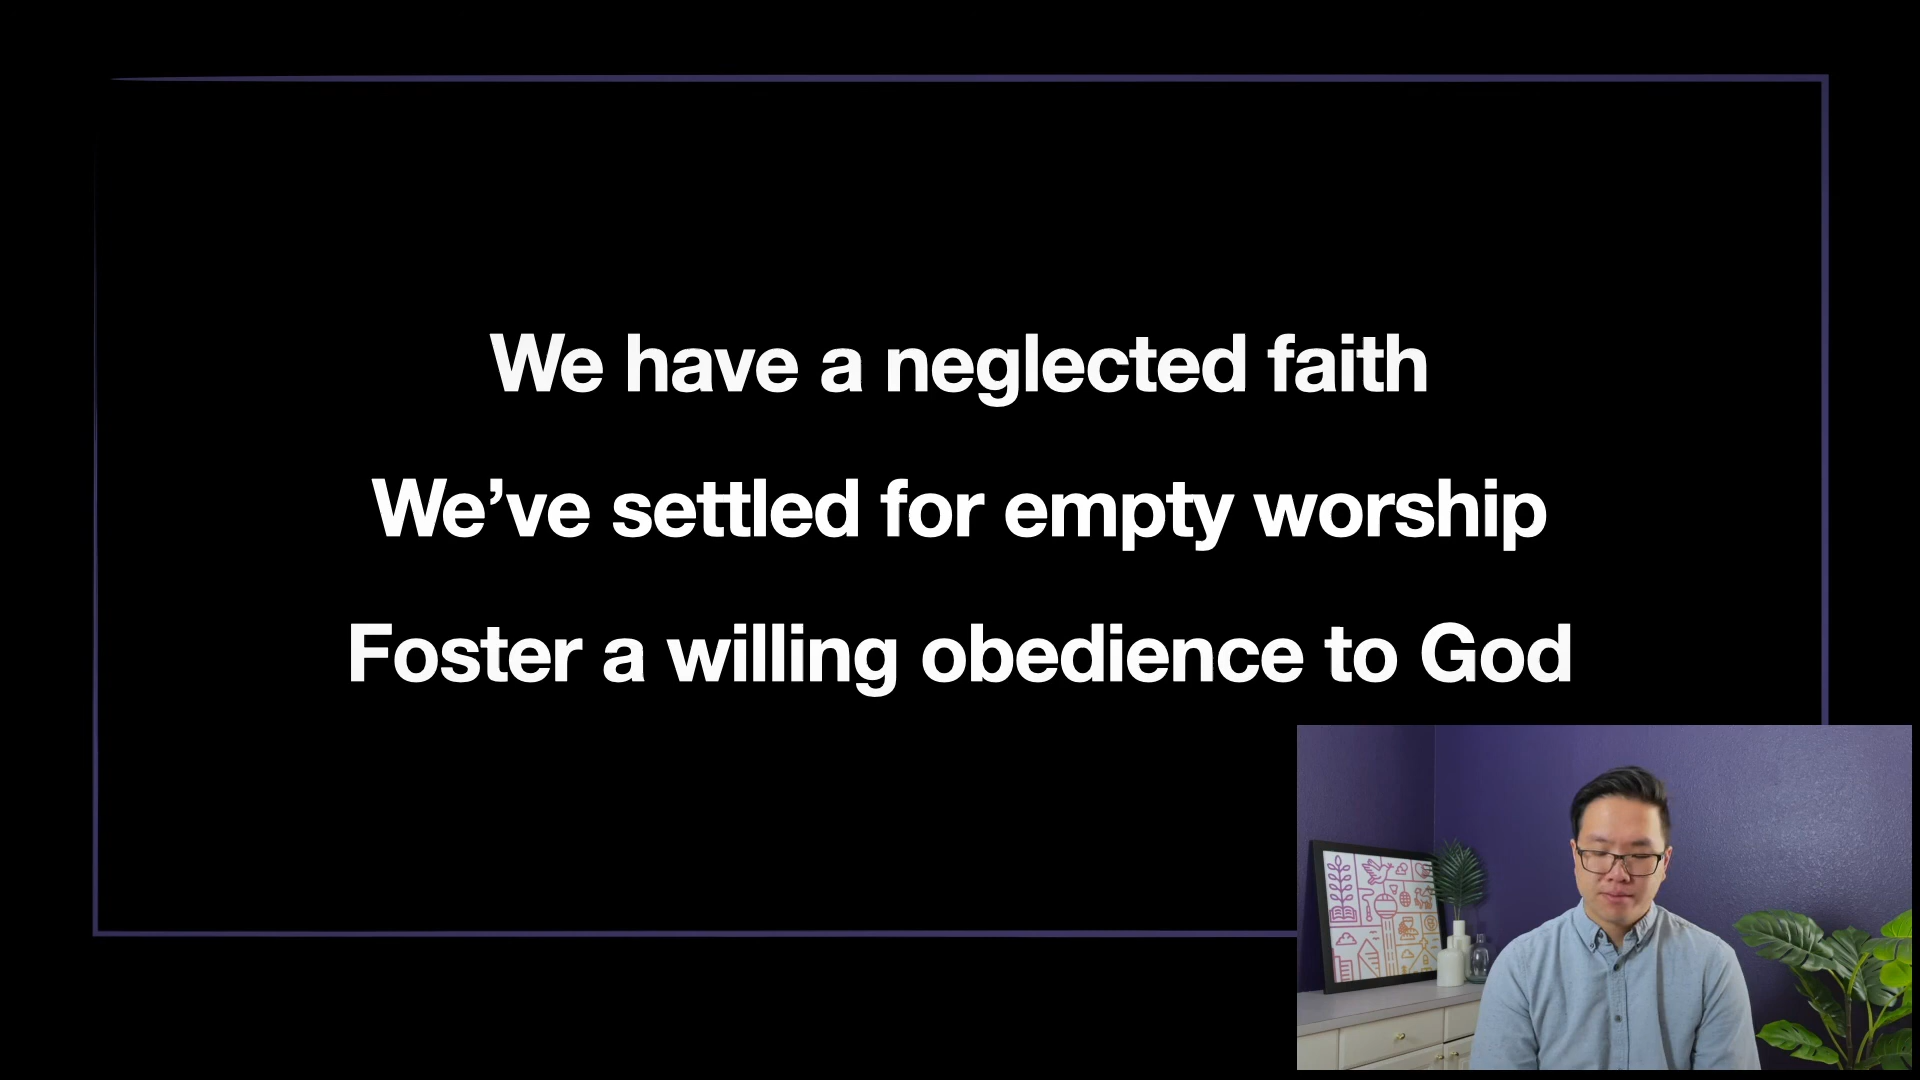 We have a neglected faith
We’ve settled for empty worship
Foster a willing obedience to God